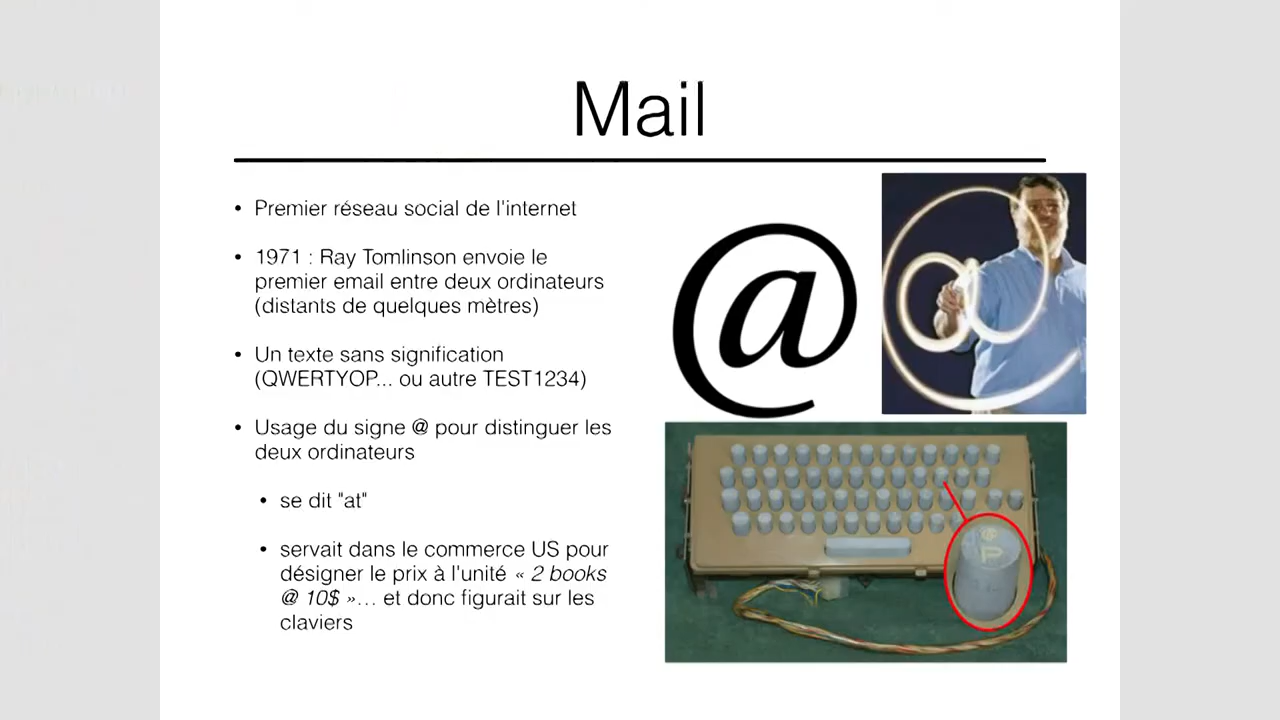 Mail
• Premier réseau social de l'internet
• 1971 : Ray Tomlinson envoie le
premier email entre deux ordinateurs
(distants de quelques mètres)
• Un texte sans signification
(QWERTYOP... ou autre TEST1234)
• Usage du signe @ pour distinguer les
deux ordinateurs
• se dit "at"
• servait dans le commerce US pour
désigner le prix à l'unité « 2 books
@ 10$ »… et donc figurait sur les
claviers
@
@
P